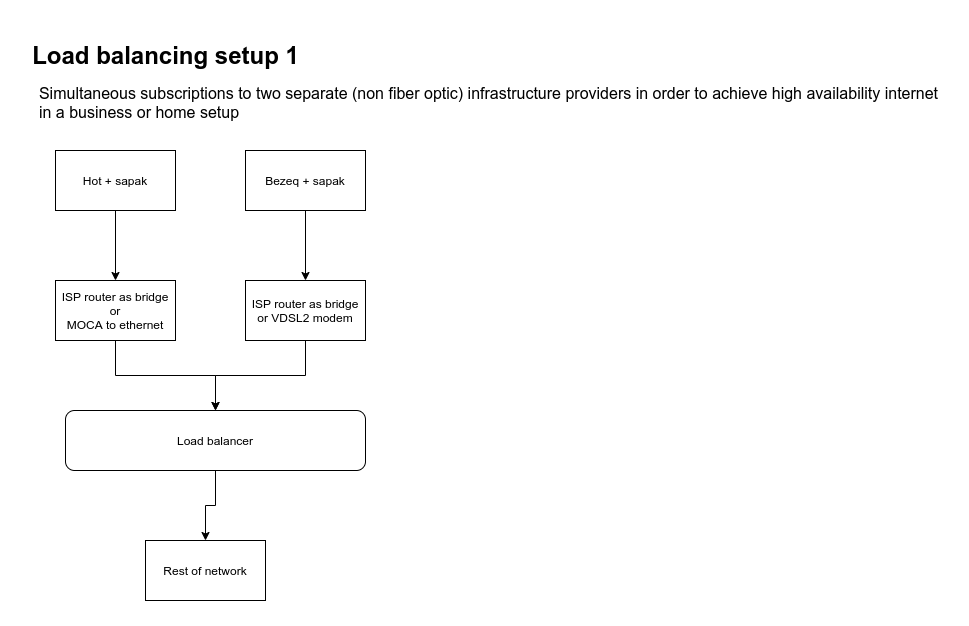 Load balancing setup 1
Simultaneous subscriptions to two separate (non fiber optic) infrastructure providers in order to achieve high availability internet
in a business or home setup
Hot + sapak
Bezeq + sapak
ISP router as bridge
or
MOCA to ethernet
ISP router as bridge
or VDSL2 modem
Load balancer
Rest of network